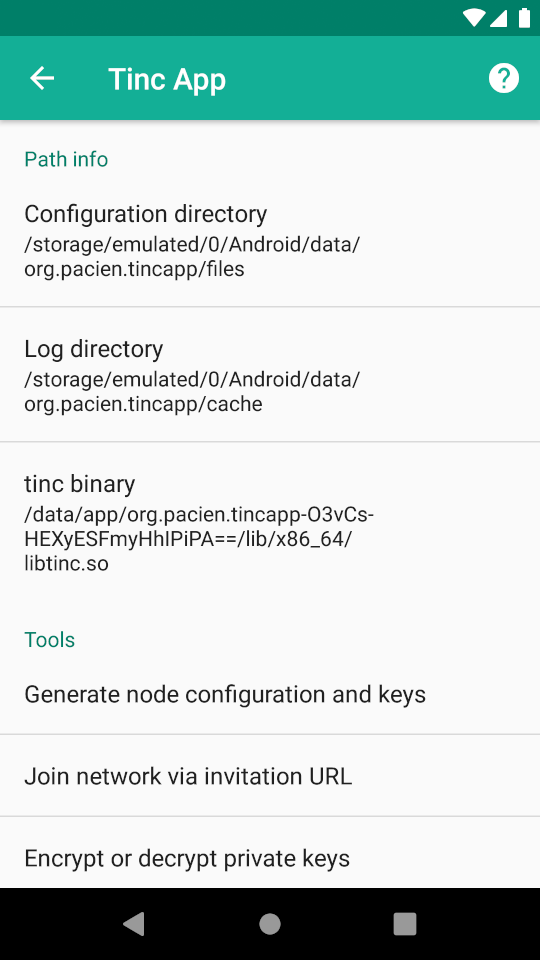 Tinc App
Path info
Configuration directory
/storage/emulated/0/Android/data/
org.pacien.tincapp/files
Log directory
/storage/emulated/0/Android/data/
org.pacien.tincapp/cache
tinc binary
/data/app/org.pacien.tincapp-O3vCs-
HEXyESFmyHhIPiPA==/lib/x86_64/
libtinc.so
Tools
Generate node configuration and keys
Join network via invitation URL
Encrypt or decrypt private keys